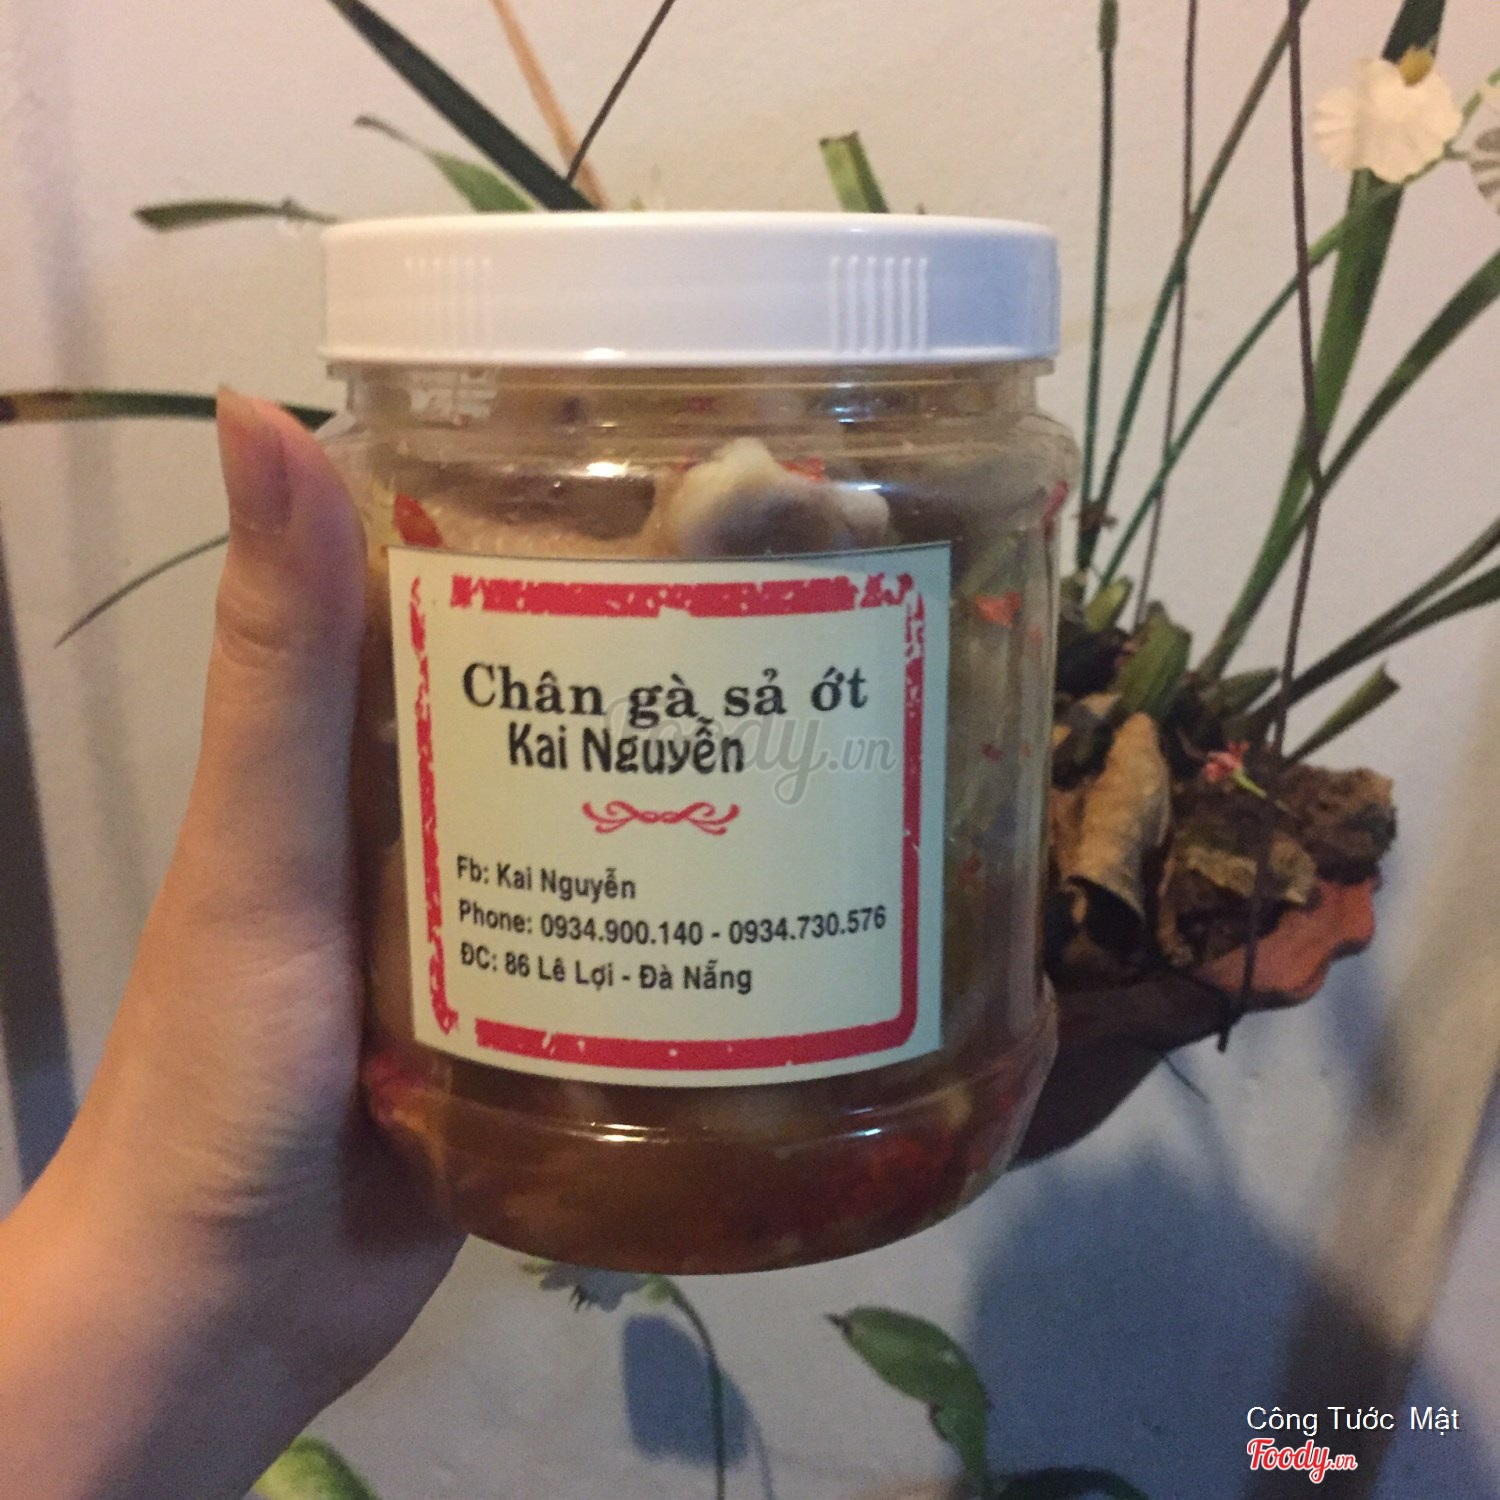 Chân gà sả ớt
Kai Nguyễn
Foody.vn
Fb: Kai Nguyễn
Phone: 0934.900.140 - 0934.730.576
ĐC: 86 Lê Lợi - Đà Nẵng
Công Tước Mật
Foody.vn